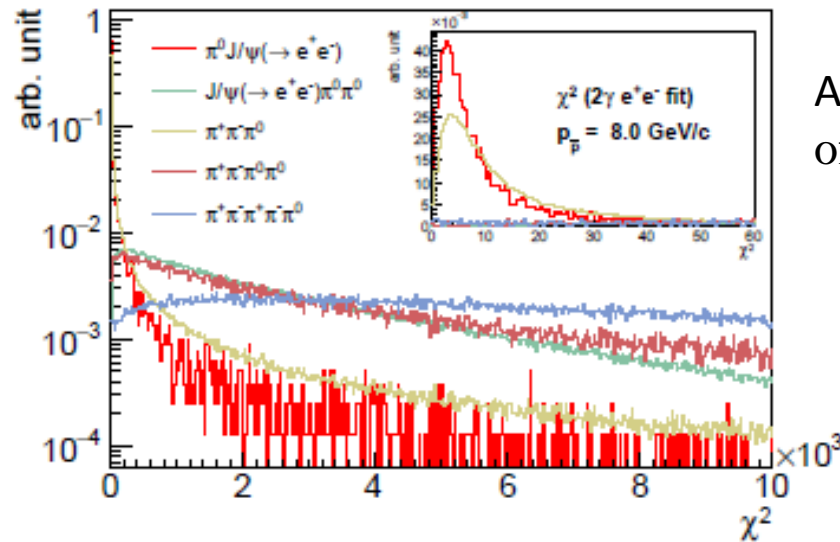 arb. unit
1
10⁻¹
10⁻²
10⁻³
10⁻⁴
π⁰J/ψ(→ e⁺e⁻)
J/ψ(→ e⁺e⁻)π⁰π⁰
π⁺π⁻π⁰
π⁺π⁻π⁰π⁰
π⁺π⁻π⁺π⁻π⁰
arb. unit
40
35
30
25
20
15
10
5
0
χ² (2γ e⁺e⁻ fit)
p_p̄ = 8.0 GeV/c
0 10 20 30 40 50 60
χ²
0 2 4 6 8 10
×10³
χ²
A